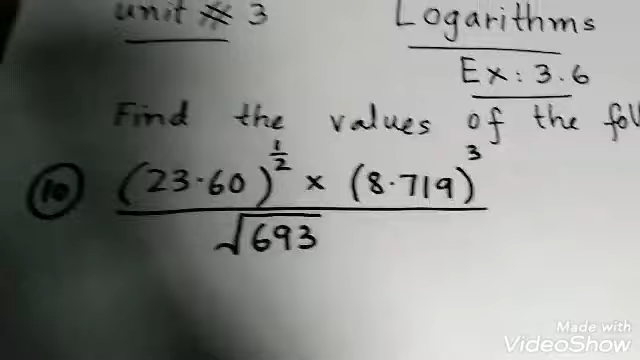 unit # 3
Logarithms
Ex: 3.6
Find the values of the
(10) (23.60)^1/2 × (8.719)^3
√693
Made with
VideoShow